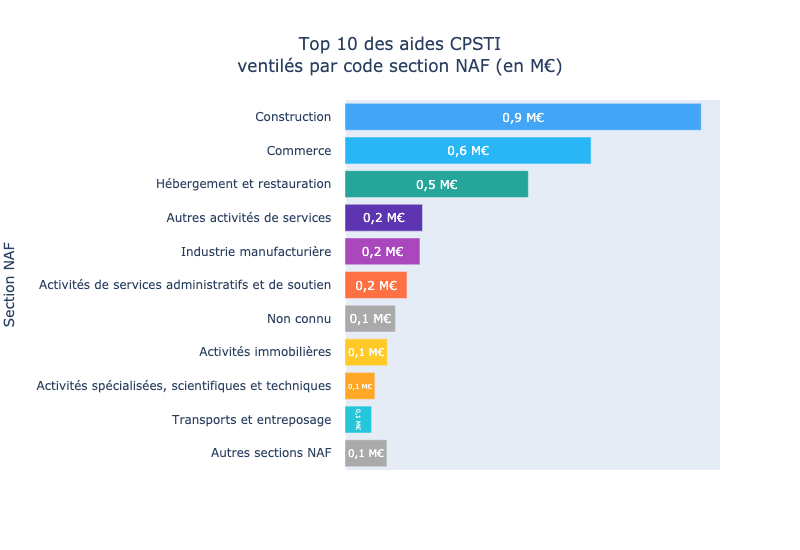 Top 10 des aides CPSTI
ventilés par code section NAF (en M€)
Section NAF
Construction 0,9 M€
Commerce 0,6 M€
Hébergement et restauration 0,5 M€
Autres activités de services 0,2 M€
Industrie manufacturière 0,2 M€
Activités de services administratifs et de soutien 0,2 M€
Non connu 0,1 M€
Activités immobilières 0,1 M€
Activités spécialisées, scientifiques et techniques 0,1 M€
Transports et entreposage 0,1 M€
Autres sections NAF 0,1 M€